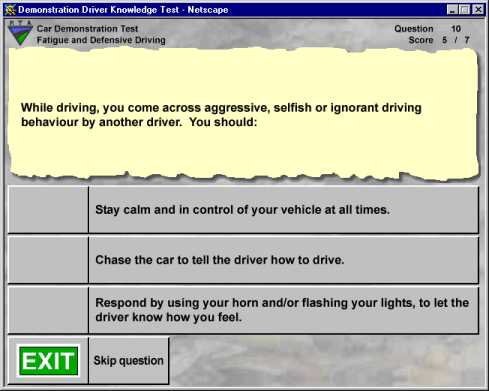 Demonstration Driver Knowledge Test - Netscape
RTA
Car Demonstration Test
Fatigue and Defensive Driving
Question 10
Score 5 / 7
While driving, you come across aggressive, selfish or ignorant driving
behaviour by another driver. You should:
Stay calm and in control of your vehicle at all times.
Chase the car to tell the driver how to drive.
Respond by using your horn and/or flashing your lights, to let the
driver know how you feel.
EXIT
Skip question